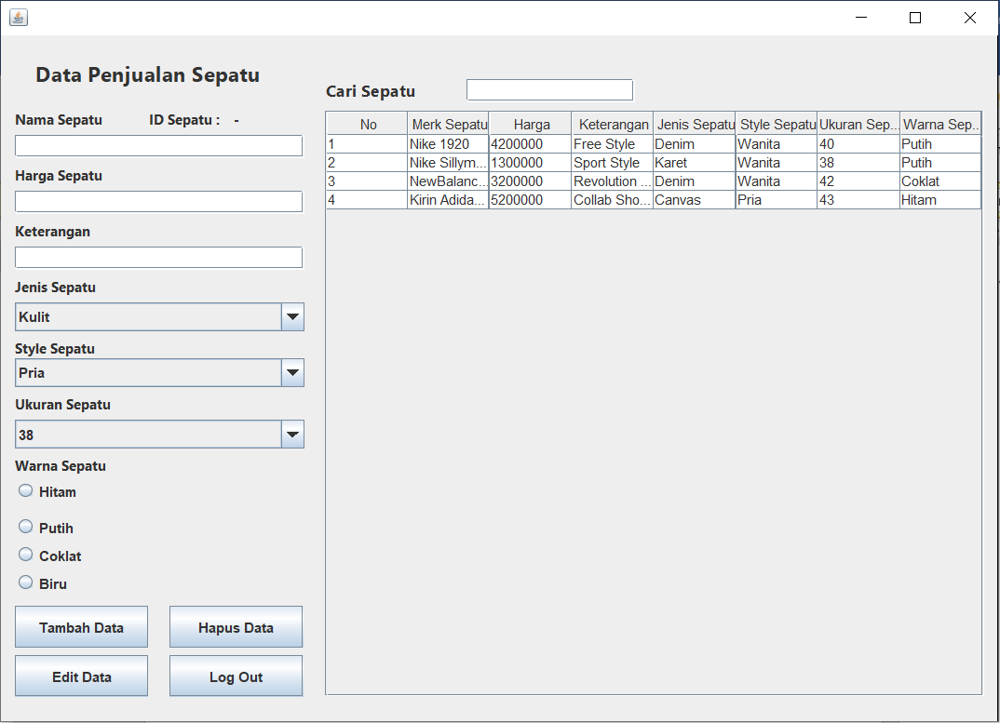 Data Penjualan Sepatu
Nama Sepatu ID Sepatu : -
Harga Sepatu
Keterangan
Jenis Sepatu
Kulit
Style Sepatu
Pria
Ukuran Sepatu
38
Warna Sepatu
Hitam
Putih
Coklat
Biru
Tambah Data Hapus Data
Edit Data Log Out
Cari Sepatu
No Merk Sepatu Harga Keterangan Jenis Sepatu Style Sepatu Ukuran Sep... Warna Sep...
1 Nike 1920 4200000 Free Style Denim Wanita 40 Putih
2 Nike Sillym... 1300000 Sport Style Karet Wanita 38 Putih
3 NewBalanc... 3200000 Revolution ... Denim Wanita 42 Coklat
4 Kirin Adida... 5200000 Collab Sho... Canvas Pria 43 Hitam